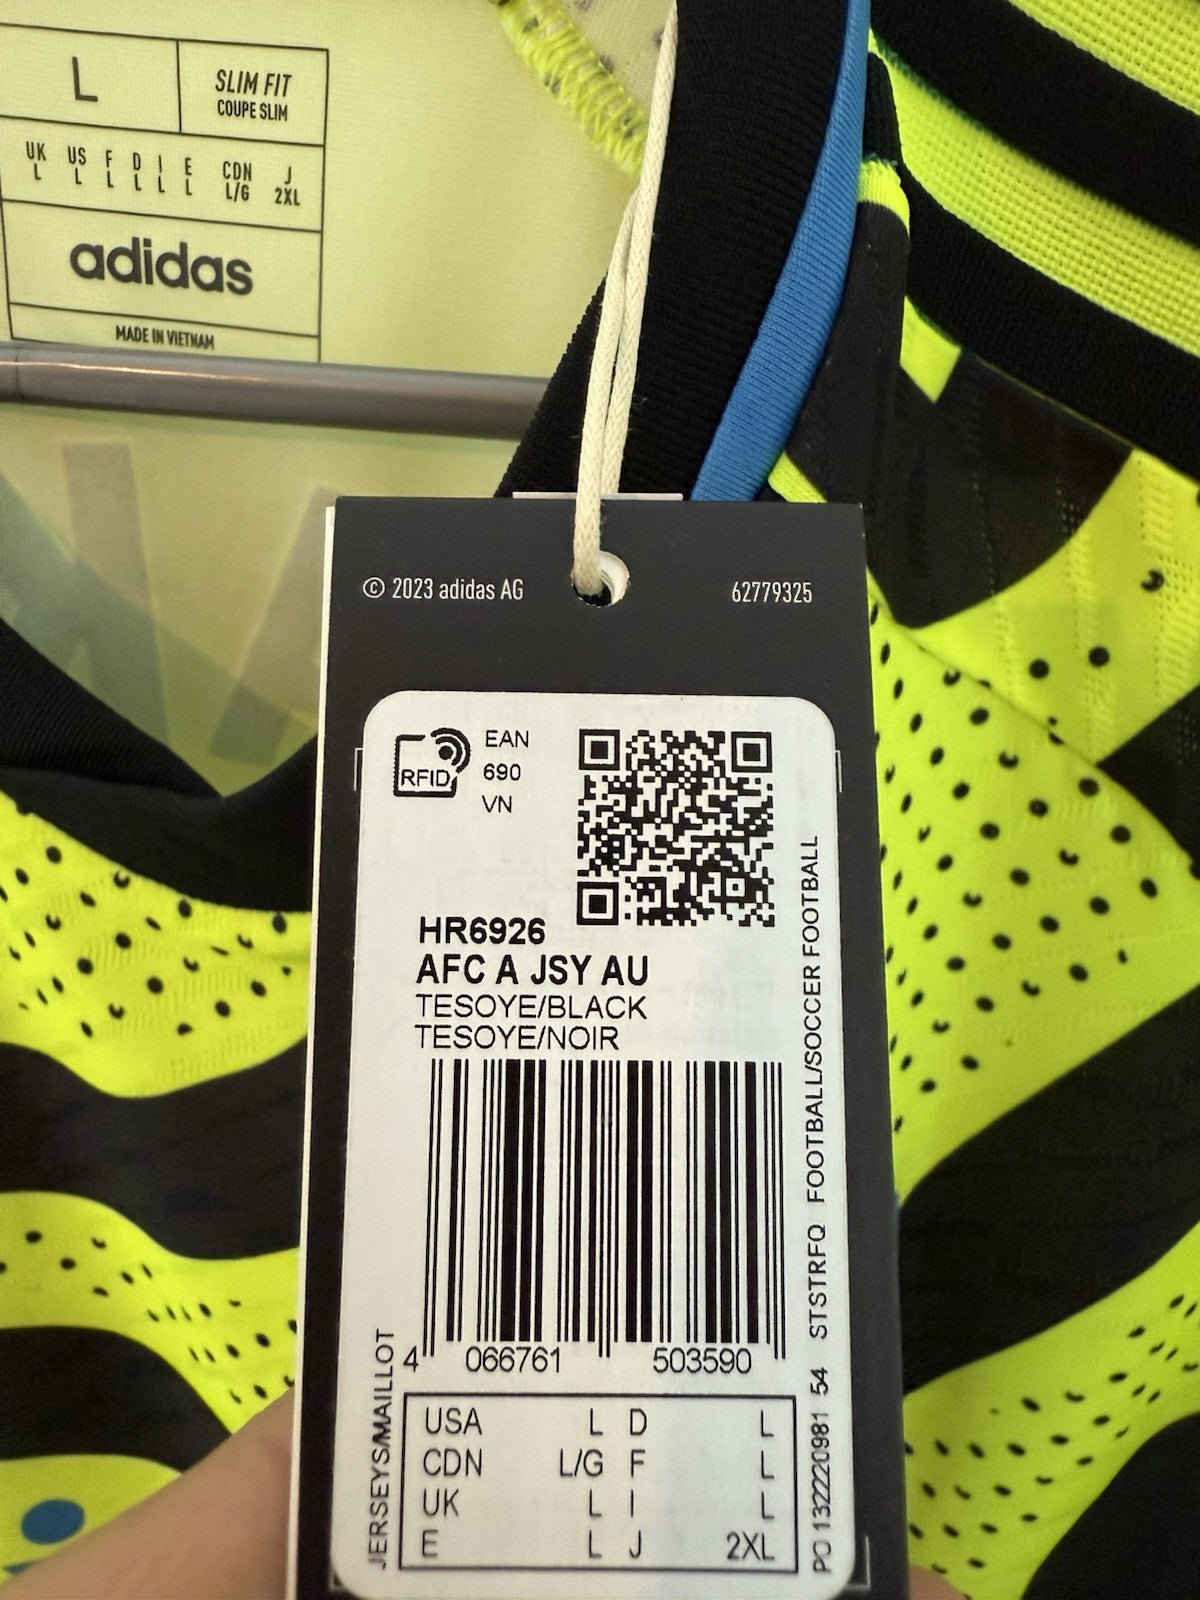 L
SLIM FIT
COUPE SLIM
UK US F D I E CDN J
L L L L L L L/G 2XL
adidas
MADE IN VIETNAM
© 2023 adidas AG
62779325
RFID
EAN
690
VN
HR6926
AFC A JSY AU
TESOYE/BLACK
TESOYE/NOIR
4 066761 503590
USA L D L
CDN L/G F L
UK L I L
E L J 2XL
JERSEYS/MAILLOT
PO 132220981 54 STSTRFQ FOOTBALL/SOCCER FOOTBALL